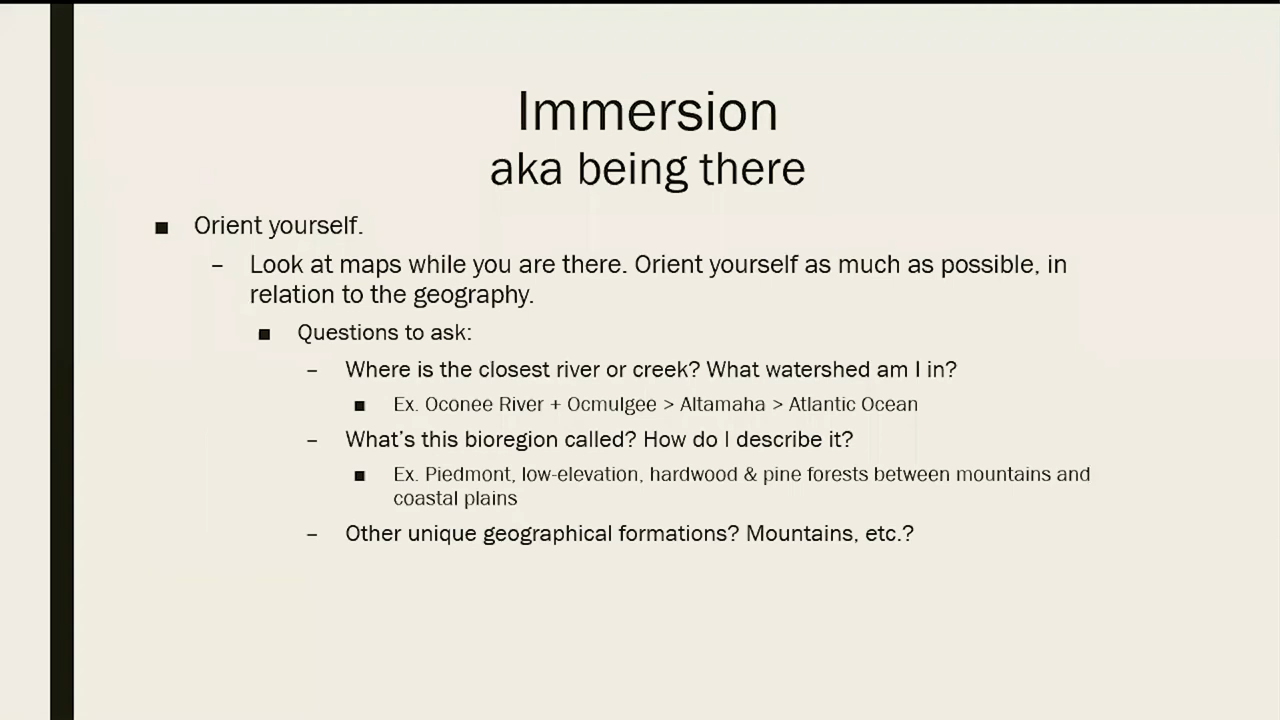 Immersion
aka being there
■ Orient yourself.
– Look at maps while you are there. Orient yourself as much as possible, in
relation to the geography.
■ Questions to ask:
– Where is the closest river or creek? What watershed am I in?
■ Ex. Oconee River + Ocmulgee > Altamaha > Atlantic Ocean
– What’s this bioregion called? How do I describe it?
■ Ex. Piedmont, low-elevation, hardwood & pine forests between mountains and
coastal plains
– Other unique geographical formations? Mountains, etc.?